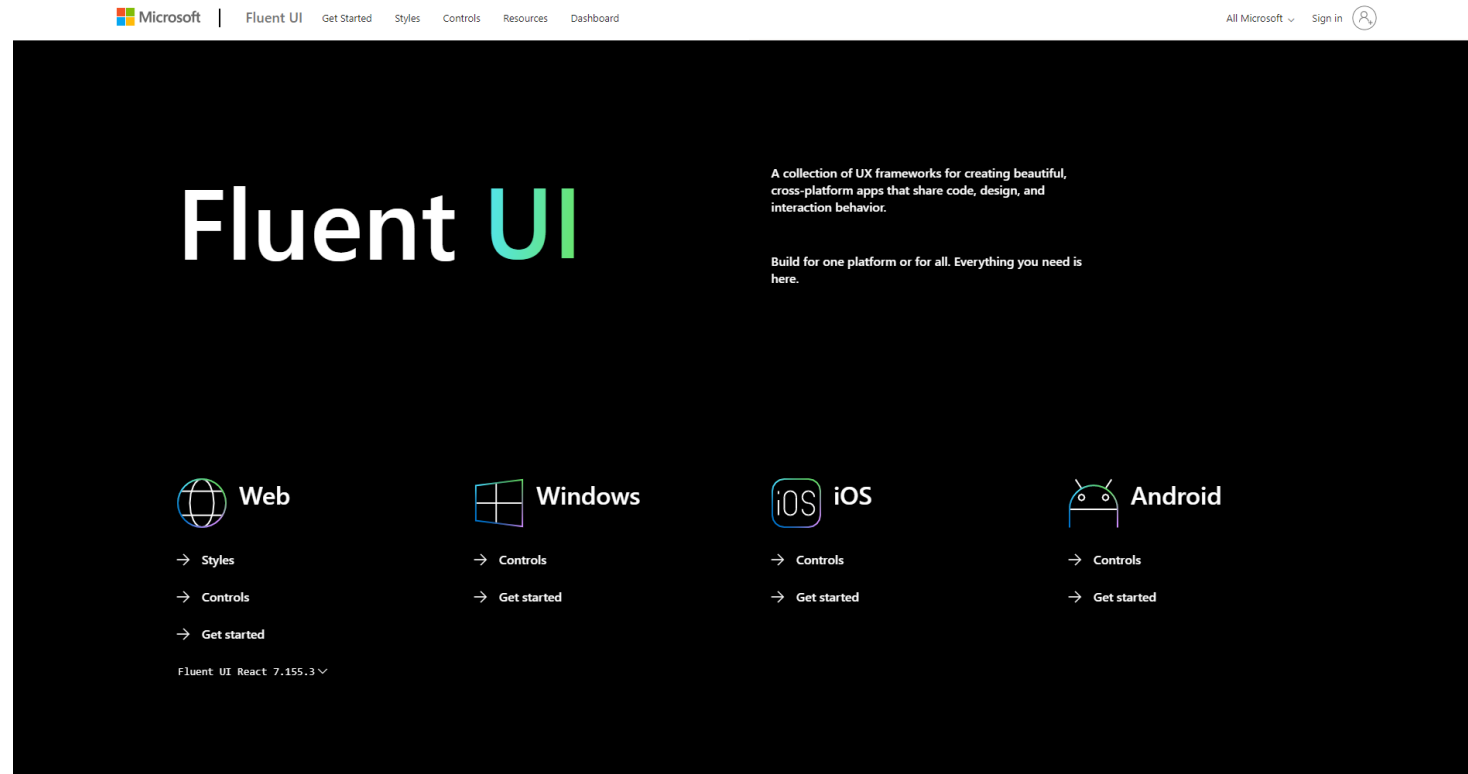 Microsoft
Fluent UI
Get Started
Styles
Controls
Resources
Dashboard
All Microsoft
Sign in
Fluent UI
A collection of UX frameworks for creating beautiful,
cross-platform apps that share code, design, and
interaction behavior.
Build for one platform or for all. Everything you need is
here.
Web
Styles
Controls
Get started
Fluent UI React 7.155.3
Windows
Controls
Get started
iOS
iOS
Controls
Get started
Android
Controls
Get started